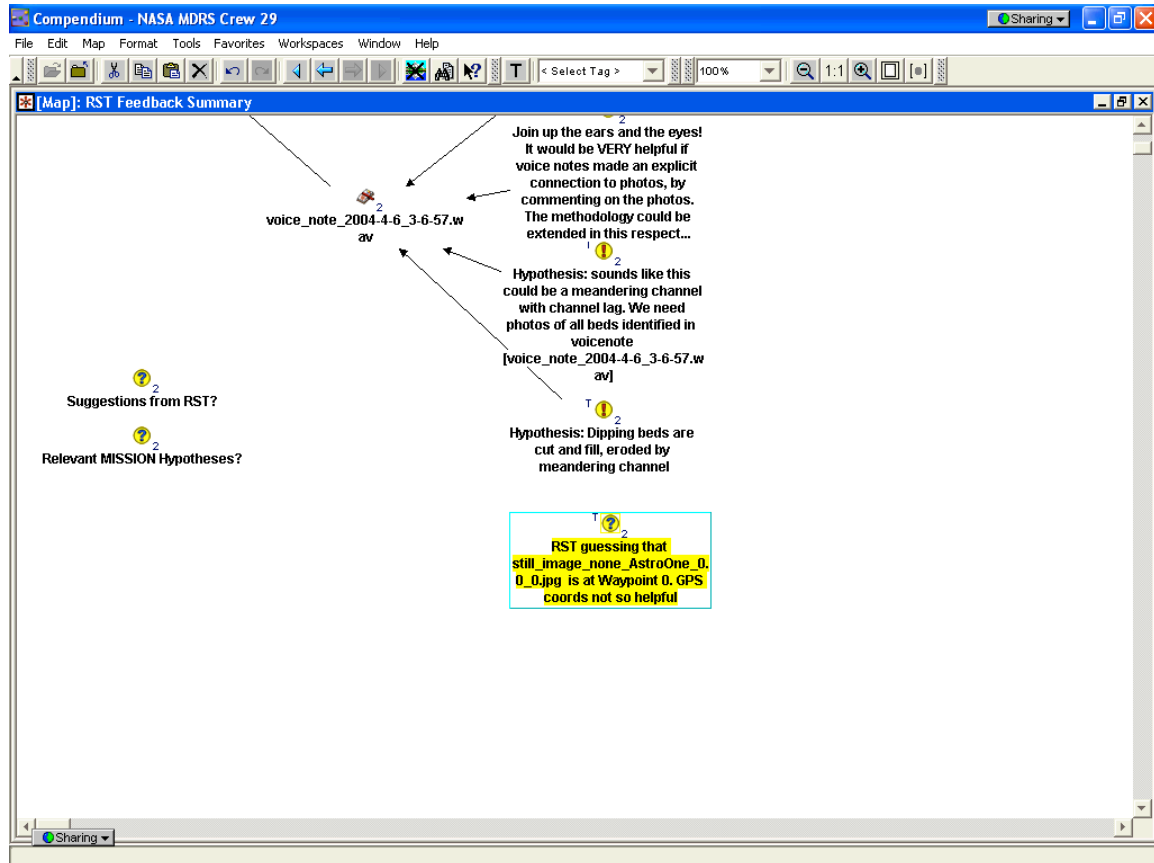 Compendium - NASA MDRS Crew 29
Sharing
File Edit Map Format Tools Favorites Workspaces Window Help
T
< Select Tag >
100%
1:1
[Map]: RST Feedback Summary
2
Join up the ears and the eyes!
It would be VERY helpful if
voice notes made an explicit
connection to photos, by
commenting on the photos.
The methodology could be
extended in this respect...
2
voice_note_2004-4-6_3-6-57.w
av
! 2
Hypothesis: sounds like this
could be a meandering channel
with channel lag. We need
photos of all beds identified in
voicenote
[voice_note_2004-4-6_3-6-57.w
av]
? 2
Suggestions from RST?
? 2
Relevant MISSION Hypotheses?
T ! 2
Hypothesis: Dipping beds are
cut and fill, eroded by
meandering channel
T ? 2
RST guessing that
still_image_none_AstroOne_0.
0_0.jpg is at Waypoint 0. GPS
coords not so helpful
Sharing